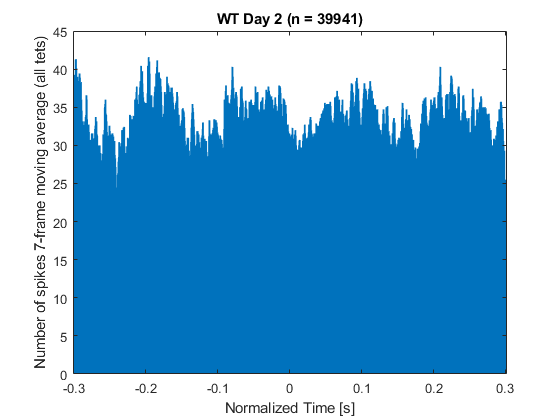 WT Day 2 (n = 39941)
Number of spikes 7-frame moving average (all tets)
45
40
35
30
25
20
15
10
5
0
-0.3 -0.2 -0.1 0 0.1 0.2 0.3
Normalized Time [s]